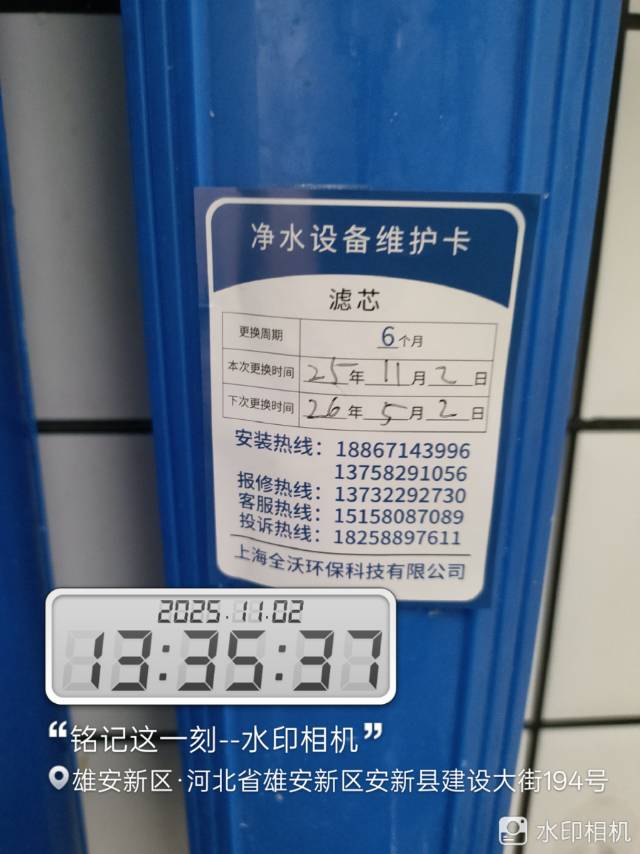 净水设备维护卡
滤芯
更换周期 6个月
本次更换时间 25年11月2日
下次更换时间 26年5月2日
安装热线：18867143996
13758291056
报修热线：13732292730
客服热线：15158087089
投诉热线：18258897611
上海全沃环保科技有限公司
2025.11.02
13:35:37
“铭记这一刻--水印相机”
雄安新区·河北省雄安新区安新县建设大街194号
水印相机